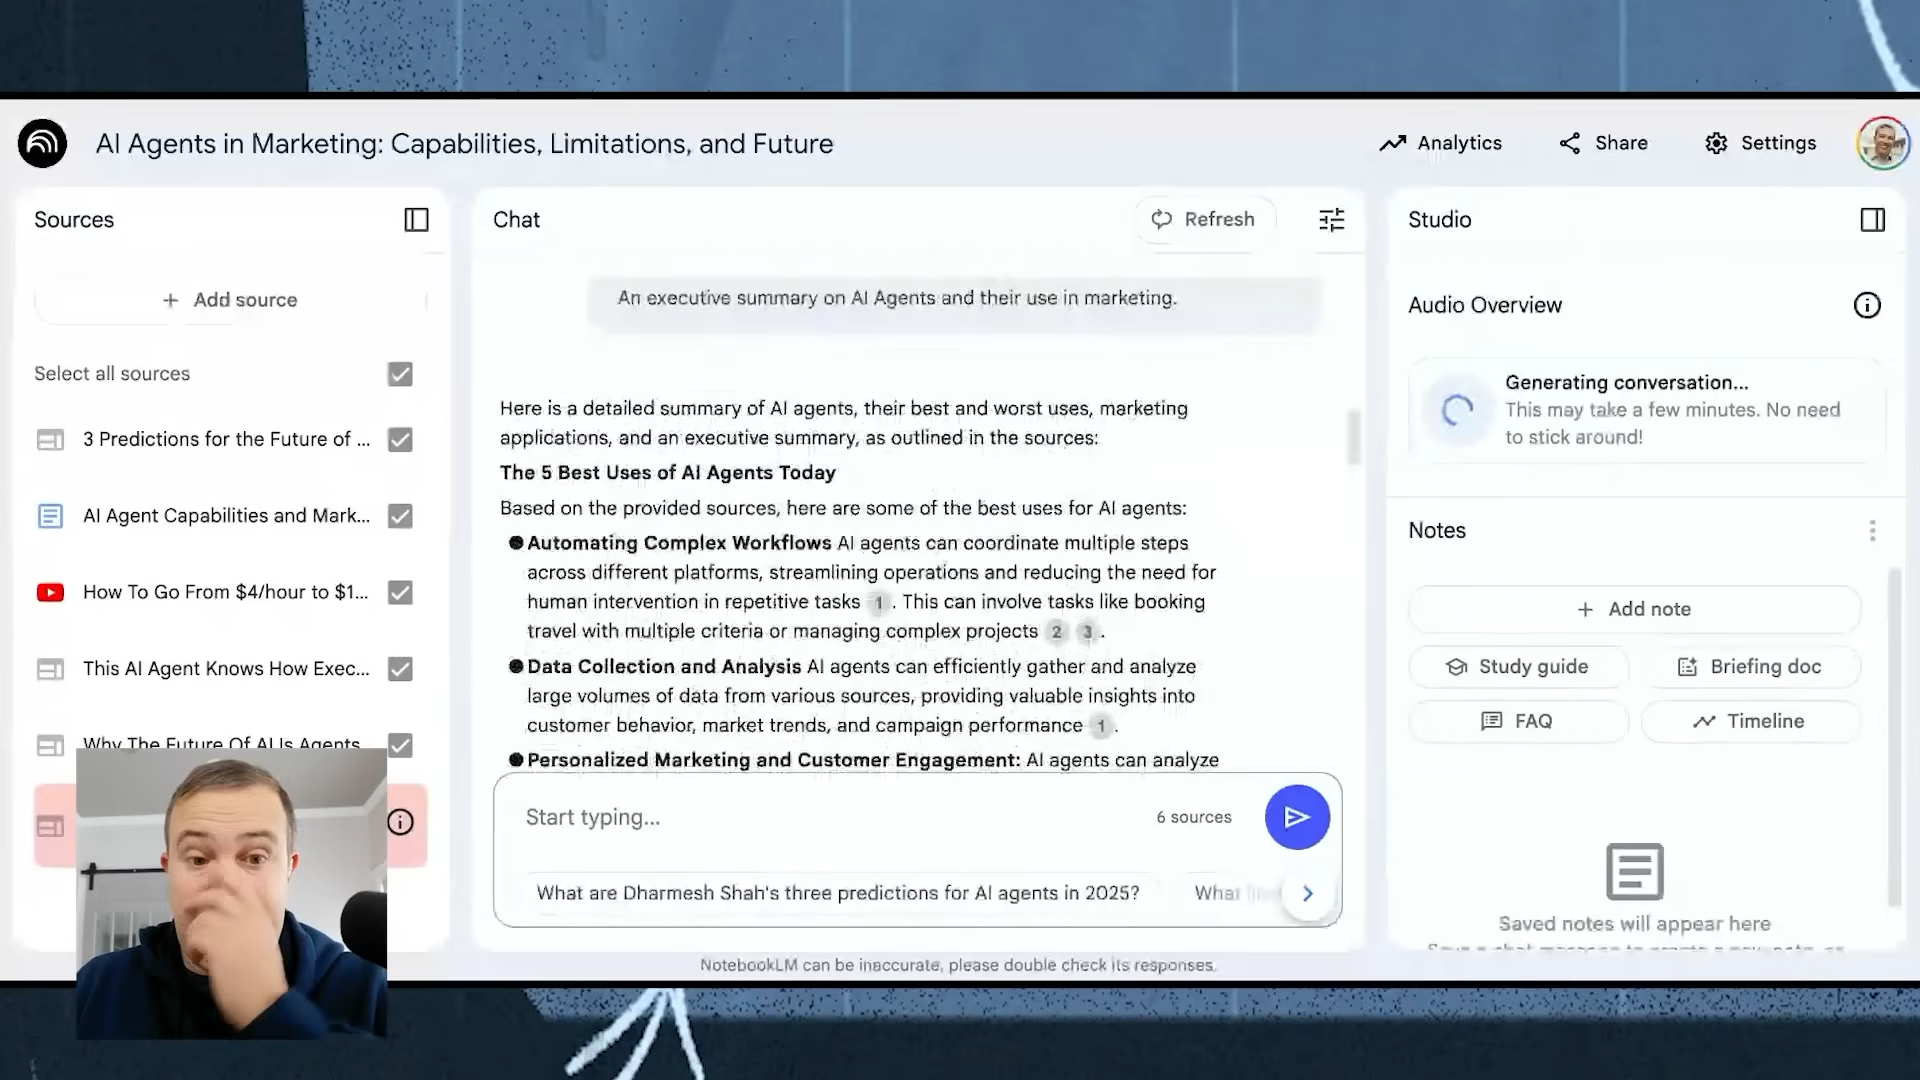 AI Agents in Marketing: Capabilities, Limitations, and Future
Analytics
Share
Settings
Sources
+ Add source
Select all sources
3 Predictions for the Future of ...
AI Agent Capabilities and Mark...
How To Go From $4/hour to $1...
This AI Agent Knows How Exec...
Why The Future Of AI Is Agents
Chat
Refresh
An executive summary on AI Agents and their use in marketing.
Here is a detailed summary of AI agents, their best and worst uses, marketing
applications, and an executive summary, as outlined in the sources:
The 5 Best Uses of AI Agents Today
Based on the provided sources, here are some of the best uses for AI agents:
● Automating Complex Workflows AI agents can coordinate multiple steps
across different platforms, streamlining operations and reducing the need for
human intervention in repetitive tasks 1 . This can involve tasks like booking
travel with multiple criteria or managing complex projects 2 3 .
● Data Collection and Analysis AI agents can efficiently gather and analyze
large volumes of data from various sources, providing valuable insights into
customer behavior, market trends, and campaign performance 1 .
● Personalized Marketing and Customer Engagement: AI agents can analyze
Start typing...
6 sources
What are Dharmesh Shah's three predictions for AI agents in 2025?
What
NotebookLM can be inaccurate, please double check its responses.
Studio
Audio Overview
Generating conversation...
This may take a few minutes. No need
to stick around!
Notes
+ Add note
Study guide
Briefing doc
FAQ
Timeline
Saved notes will appear here